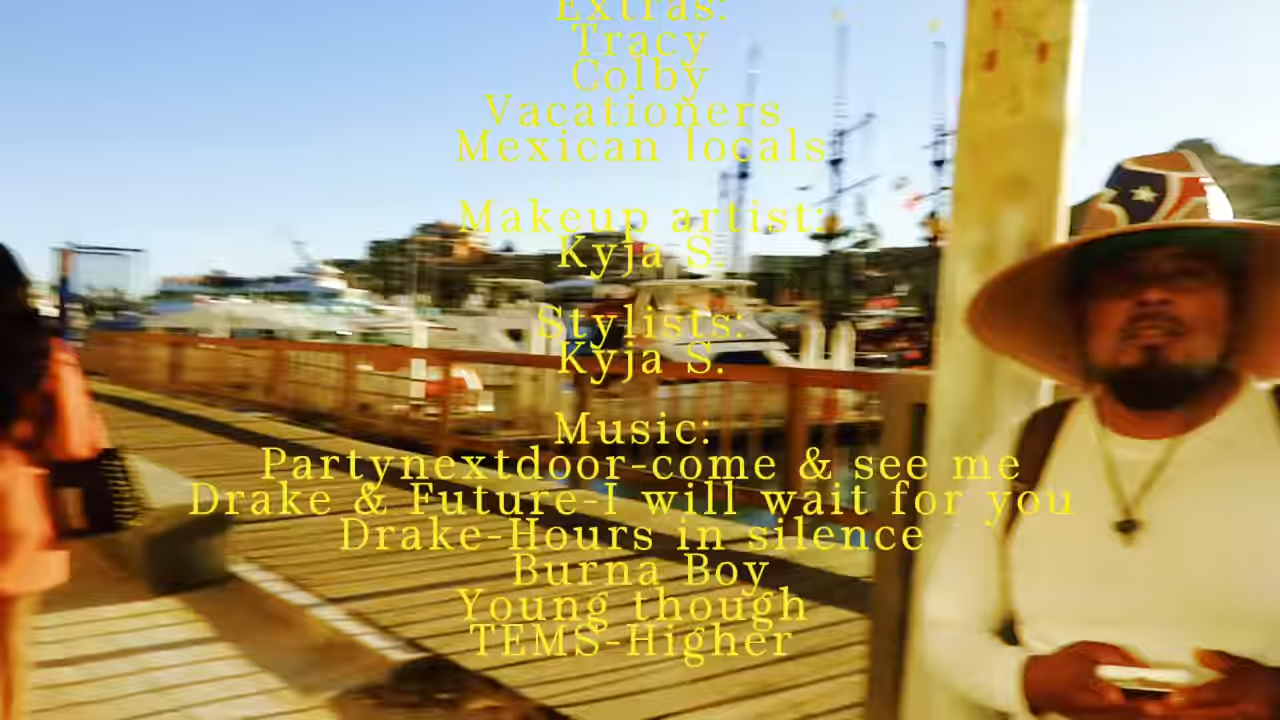 Extras:
Tracy
Colby
Vacationers
Mexican locals
Makeup artist:
Kyja S.
Stylists:
Kyja S.
Music:
Partynextdoor-come & see me
Drake & Future-I will wait for you
Drake-Hours in silence
Burna Boy
Young though
TEMS-Higher